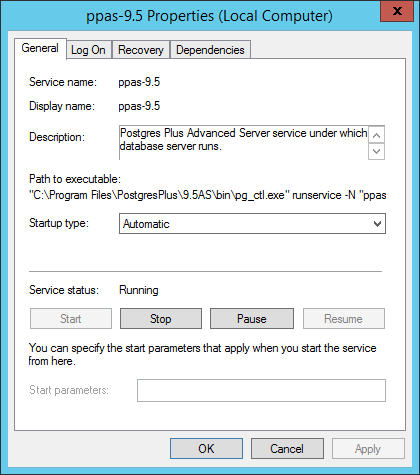 ppas-9.5 Properties (Local Computer)
x
General Log On Recovery Dependencies
Service name: ppas-9.5
Display name: ppas-9.5
Description: Postgres Plus Advanced Server service under which
database server runs.
Path to executable:
"C:\Program Files\PostgresPlus\9.5AS\bin\pg_ctl.exe" runservice -N "ppas
Startup type: Automatic
Service status: Running
Start Stop Pause Resume
You can specify the start parameters that apply when you start the service
from here.
Start parameters:
OK Cancel Apply